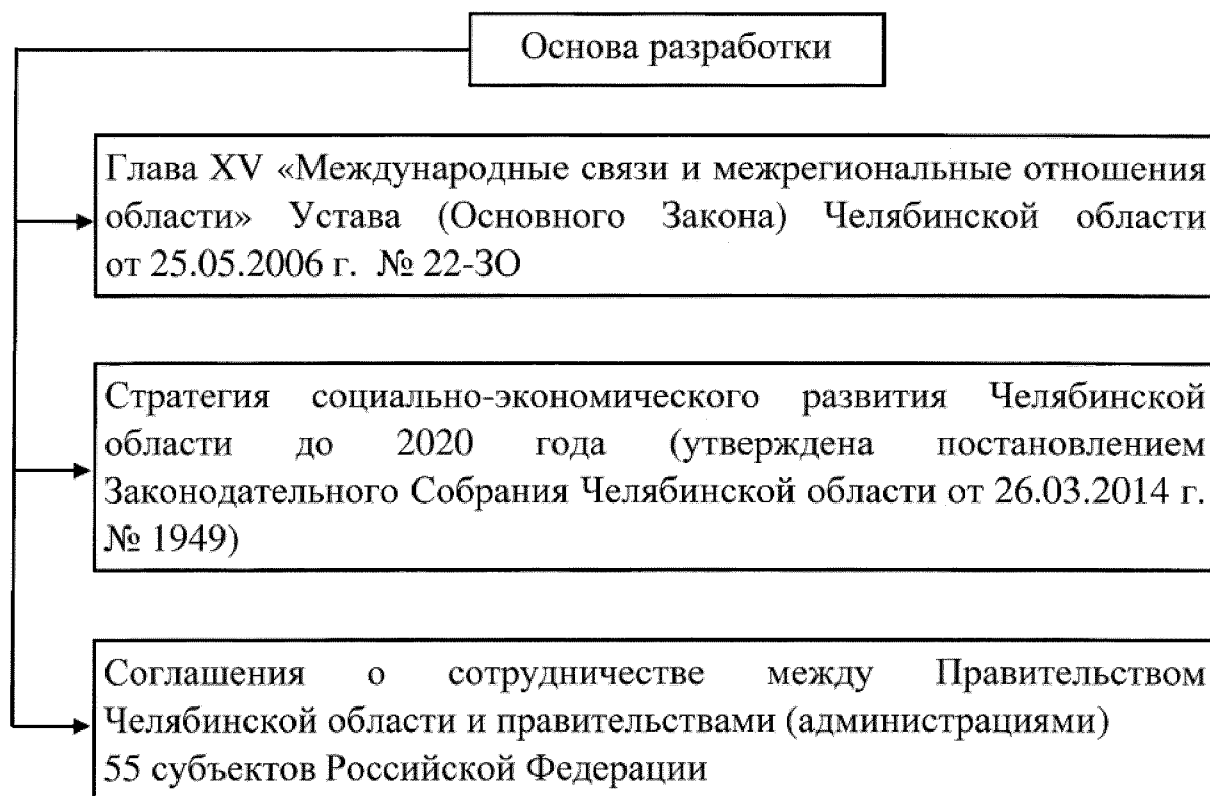 Основа разработки
Глава XV «Международные связи и межрегиональные отношения
области» Устава (Основного Закона) Челябинской области
от 25.05.2006 г. № 22-ЗО
Стратегия социально-экономического развития Челябинской
области до 2020 года (утверждена постановлением
Законодательного Собрания Челябинской области от 26.03.2014 г.
№ 1949)
Соглашения о сотрудничестве между Правительством
Челябинской области и правительствами (администрациями)
55 субъектов Российской Федерации